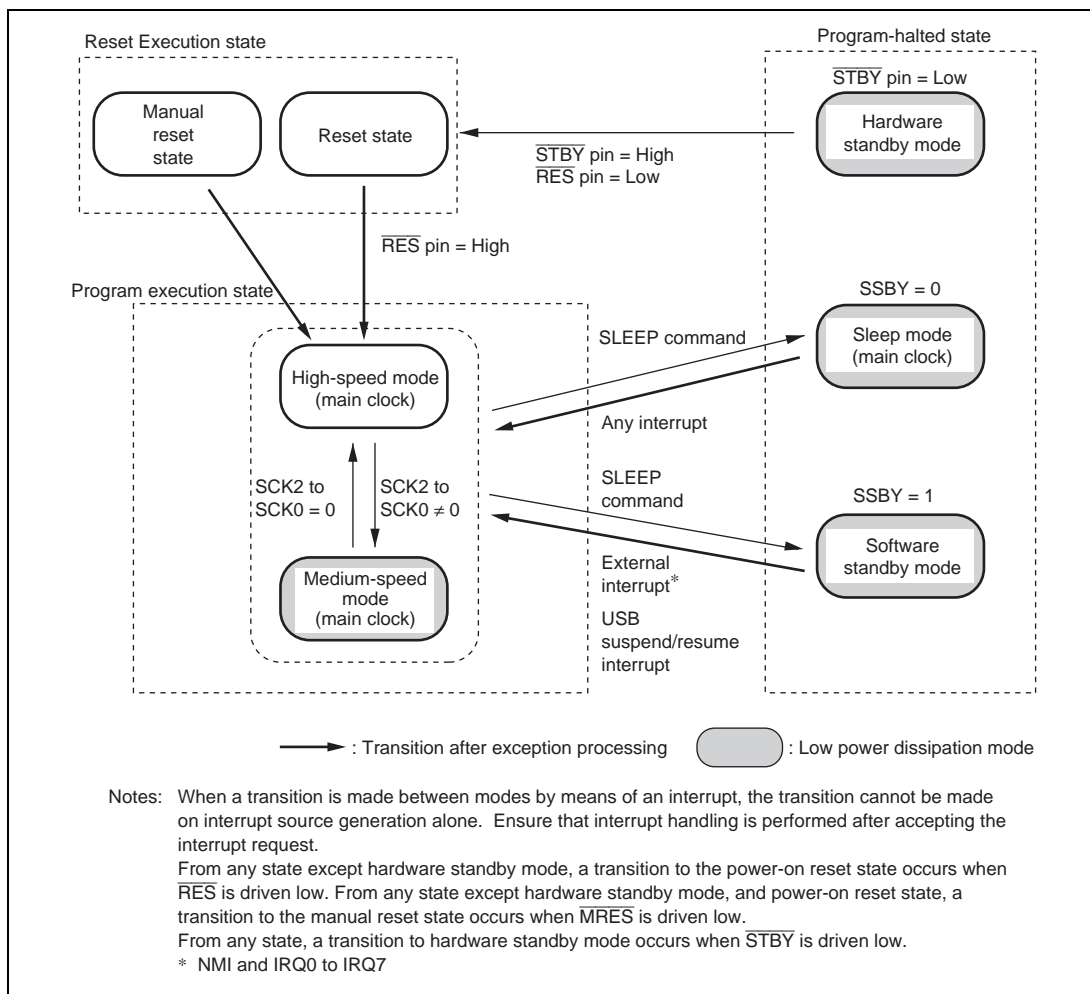 Reset Execution state
Program-halted state
Manual
reset
state
Reset state
STBY pin = High
RES pin = Low
STBY pin = Low
Hardware
standby mode
RES pin = High
Program execution state
High-speed mode
(main clock)
SCK2 to
SCK0 = 0
SCK2 to
SCK0 ≠ 0
Medium-speed
mode
(main clock)
SLEEP command
Any interrupt
SSBY = 0
Sleep mode
(main clock)
SLEEP
command
External
interrupt*
USB
suspend/resume
interrupt
SSBY = 1
Software
standby mode
: Transition after exception processing
: Low power dissipation mode
Notes: When a transition is made between modes by means of an interrupt, the transition cannot be made
on interrupt source generation alone. Ensure that interrupt handling is performed after accepting the
interrupt request.
From any state except hardware standby mode, a transition to the power-on reset state occurs when
RES is driven low. From any state except hardware standby mode, and power-on reset state, a
transition to the manual reset state occurs when MRES is driven low.
From any state, a transition to hardware standby mode occurs when STBY is driven low.
* NMI and IRQ0 to IRQ7